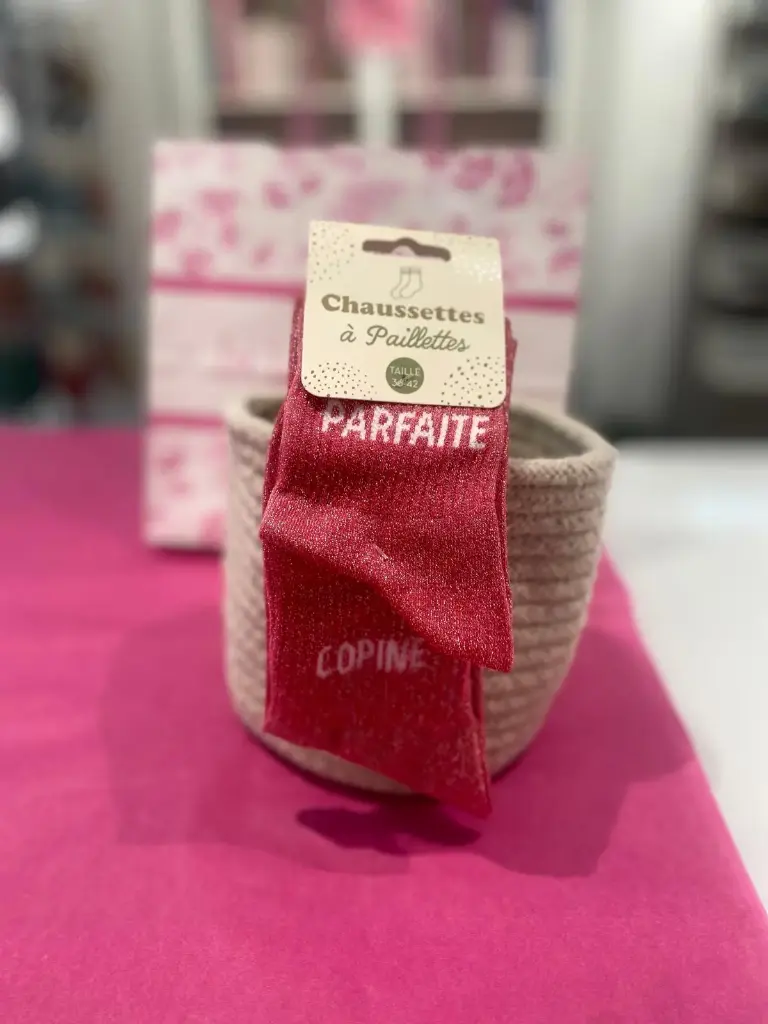 Chaussettes
à Paillettes
TAILLE
36 42
PARFAITE
COPINE